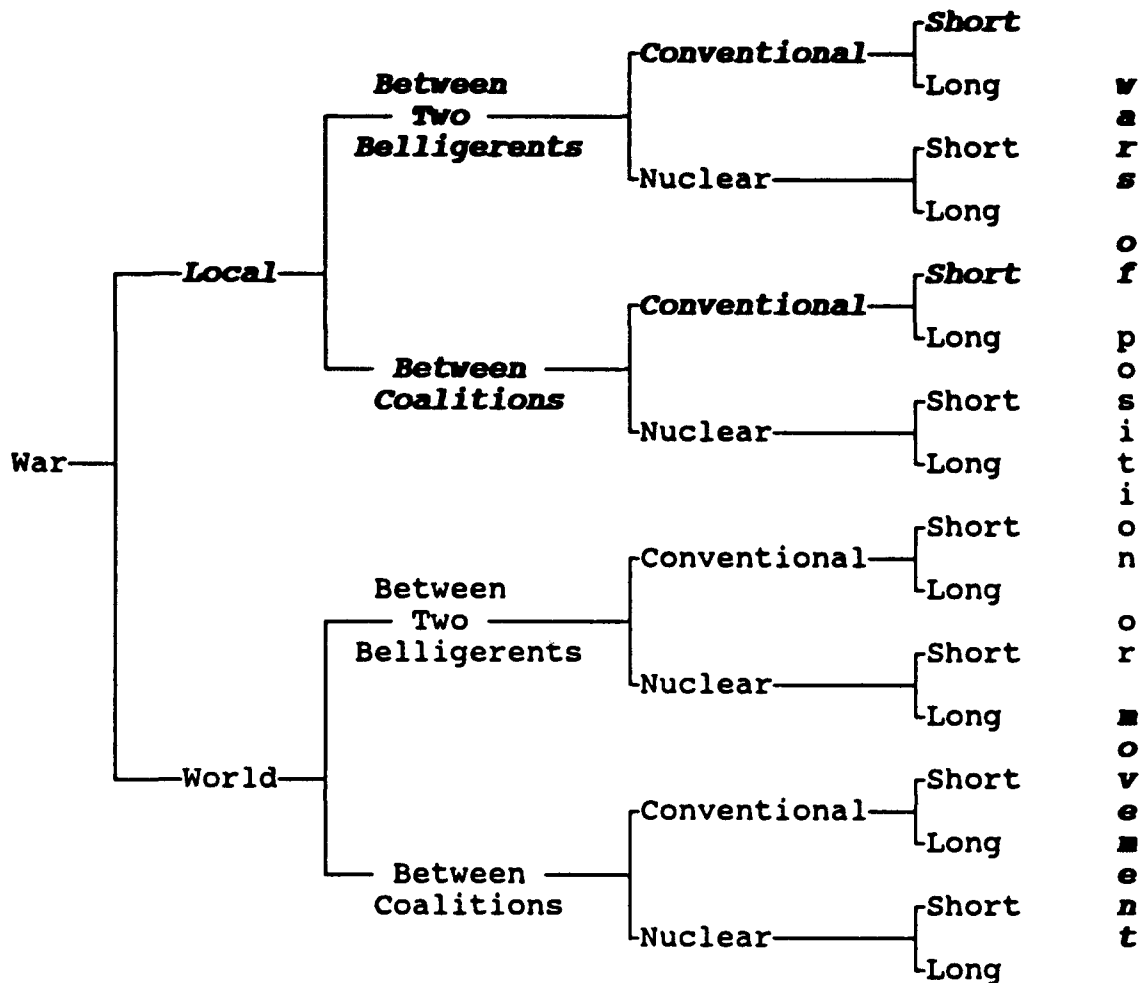 Short
Conventional
Between
Two
Belligerents
Long
Short
Nuclear
Long
Local
Short
Conventional
Between
Coalitions
Long
Short
Nuclear
Long
War
Short
Conventional
Between
Two
Belligerents
Long
Short
Nuclear
Long
World
Short
Conventional
Between
Coalitions
Long
Short
Nuclear
Long
wars of position or movement